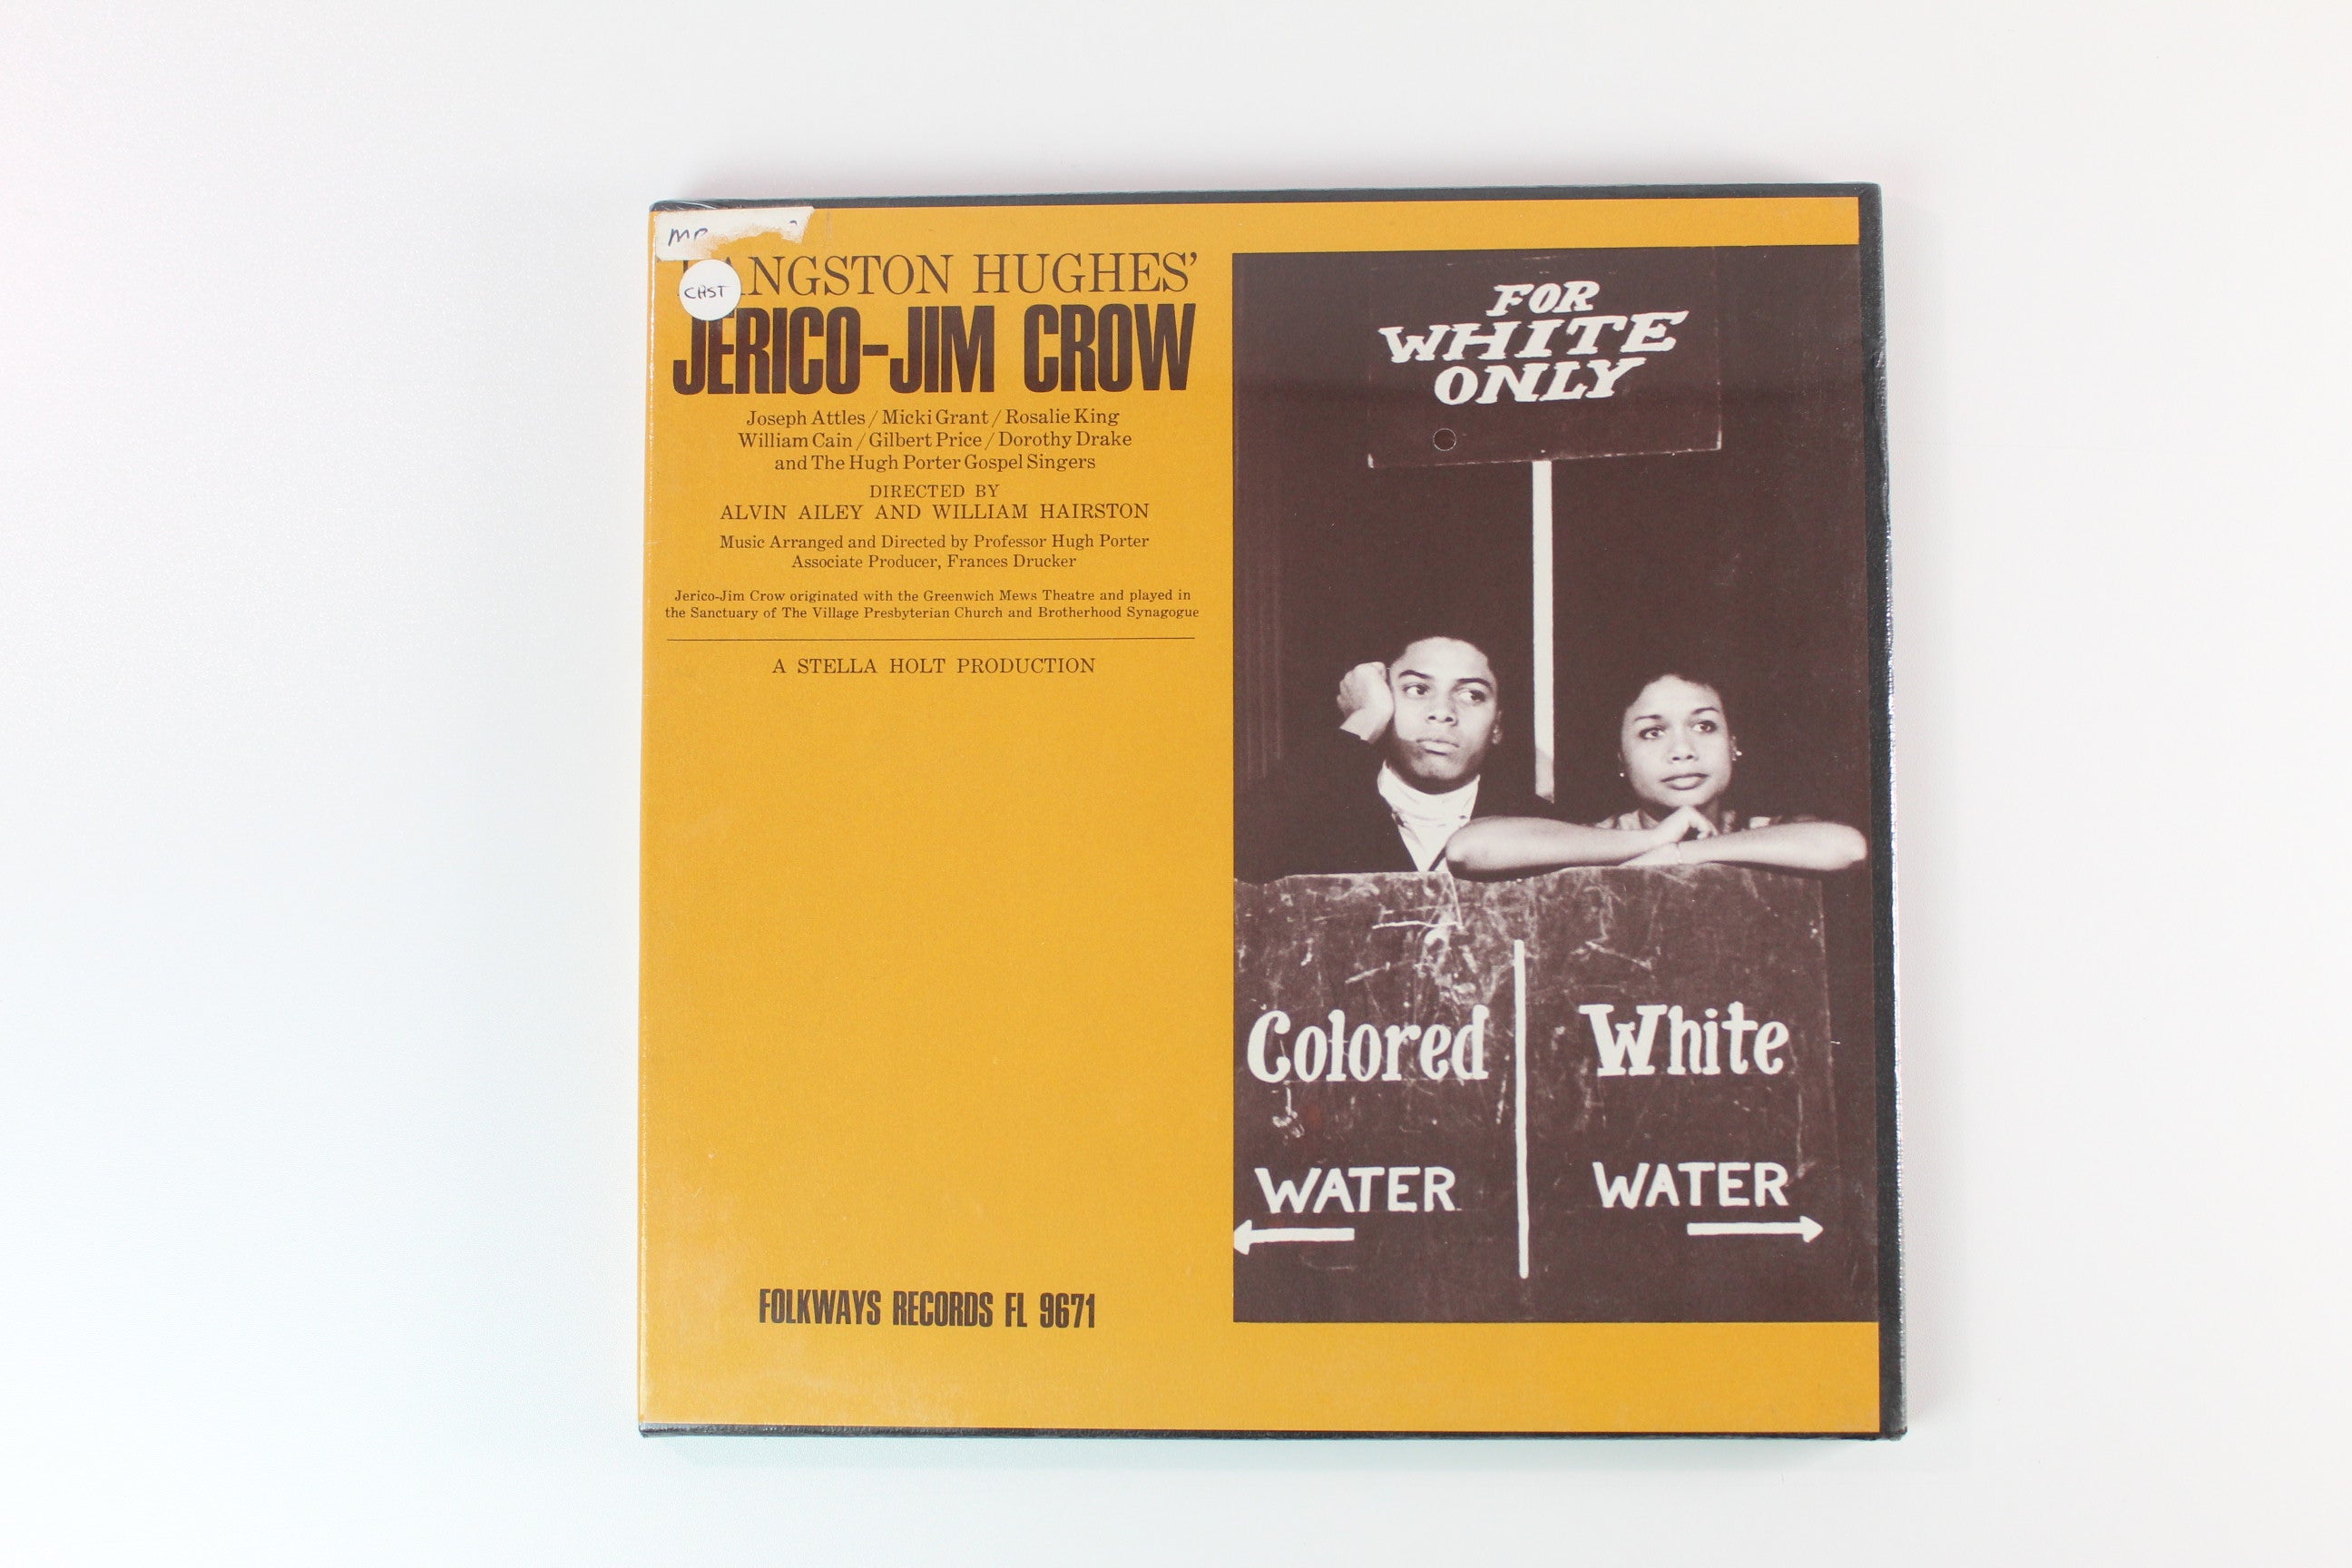 CAST
LANGSTON HUGHES'
JERICO-JIM CROW
Joseph Attles / Micki Grant / Rosalie King
William Cain / Gilbert Price / Dorothy Drake
and The Hugh Porter Gospel Singers
DIRECTED BY
ALVIN AILEY AND WILLIAM HAIRSTON
Music Arranged and Directed by Professor Hugh Porter
Associate Producer, Frances Drucker
Jerico-Jim Crow originated with the Greenwich Mews Theatre and played in
the Sanctuary of The Village Presbyterian Church and Brotherhood Synagogue
A STELLA HOLT PRODUCTION
FOLKWAYS RECORDS FL 9671
FOR
WHITE
ONLY
Colored
WATER
White
WATER